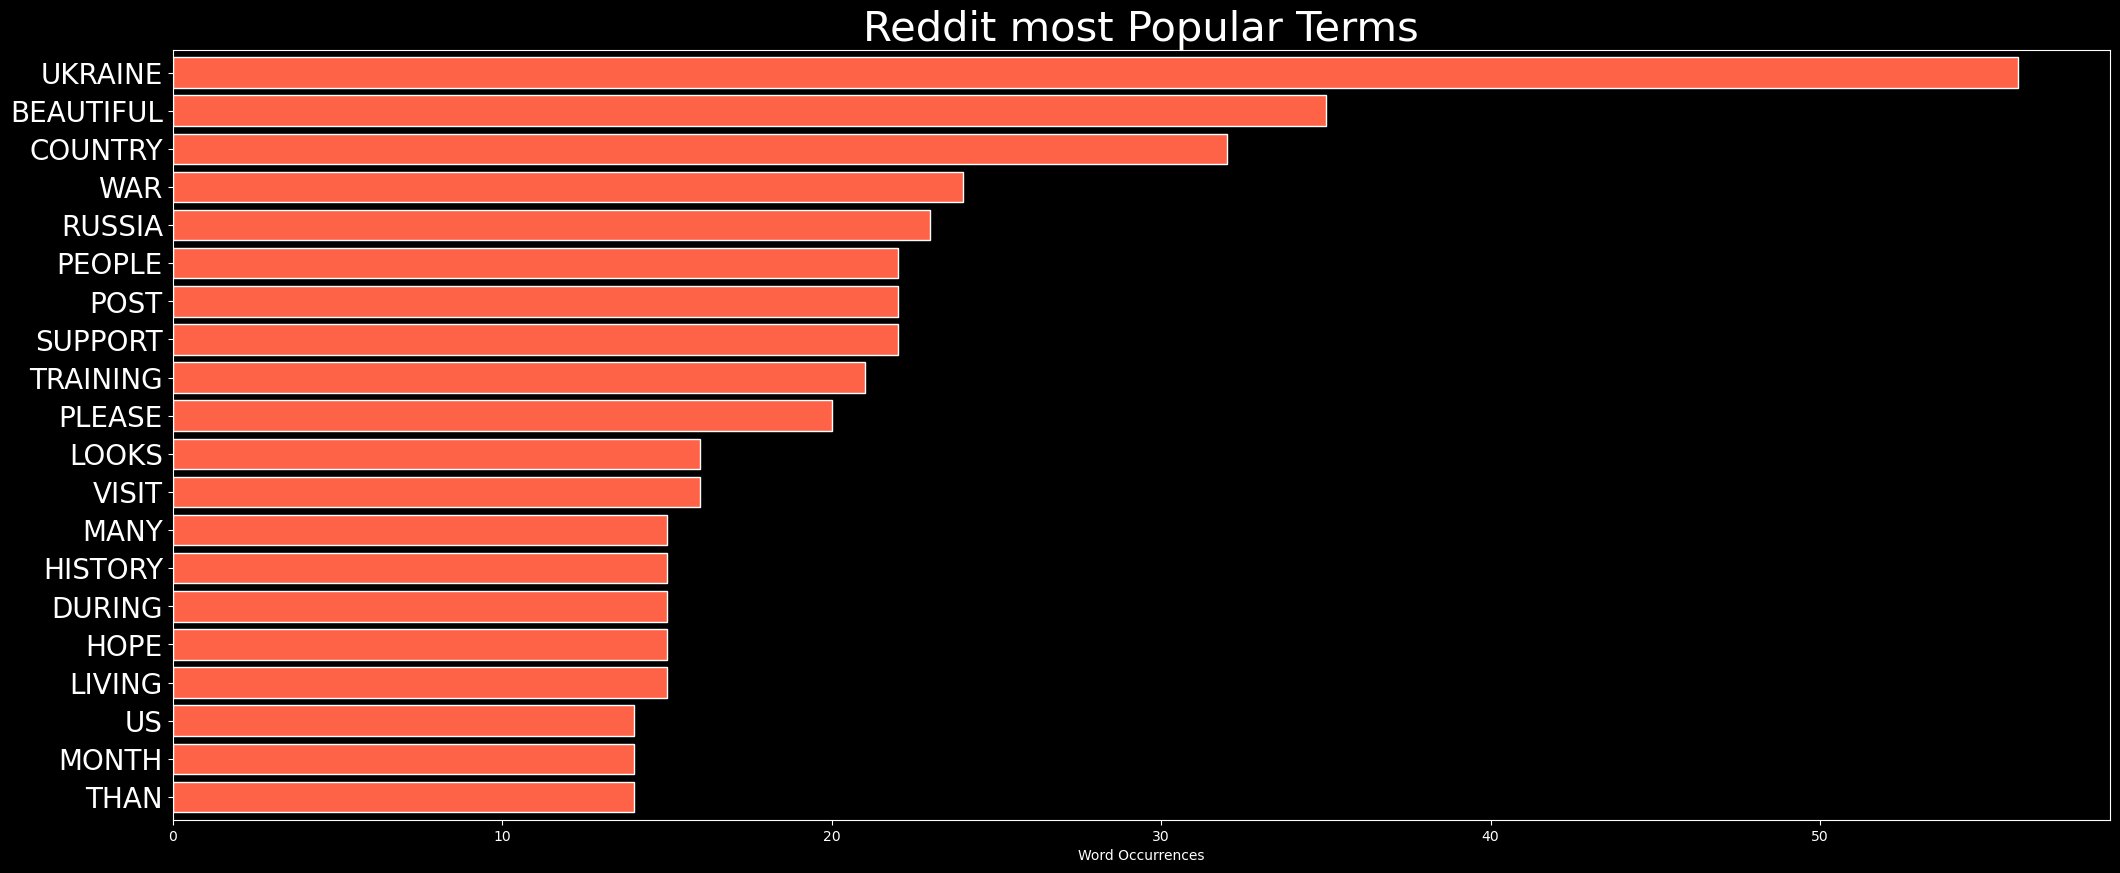 Reddit most Popular Terms
UKRAINE
BEAUTIFUL
COUNTRY
WAR
RUSSIA
PEOPLE
POST
SUPPORT
TRAINING
PLEASE
LOOKS
VISIT
MANY
HISTORY
DURING
HOPE
LIVING
US
MONTH
THAN
0 10 20 30 40 50
Word Occurrences